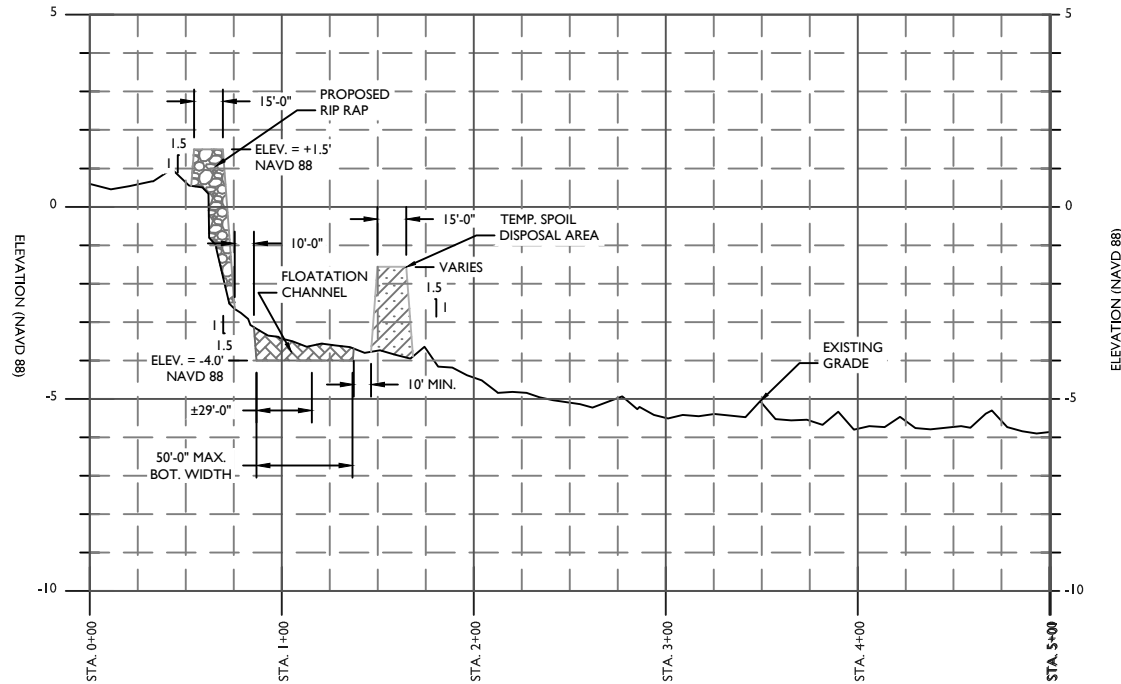 5
5
15'-0"
PROPOSED
RIP RAP
1.5
1
ELEV. = +1.5'
NAVD 88
0
0
15'-0"
TEMP. SPOIL
DISPOSAL AREA
10'-0"
VARIES
FLOATATION
CHANNEL
1.5
1
1
1.5
ELEV. = -4.0'
NAVD 88
EXISTING
GRADE
10' MIN.
-5
-5
±29'-0"
50'-0" MAX.
BOT. WIDTH
-10
-10
ELEVATION (NAVD 88)
ELEVATION (NAVD 88)
STA. 0+00
STA. 1+00
STA. 2+00
STA. 3+00
STA. 4+00
STA. 5+00